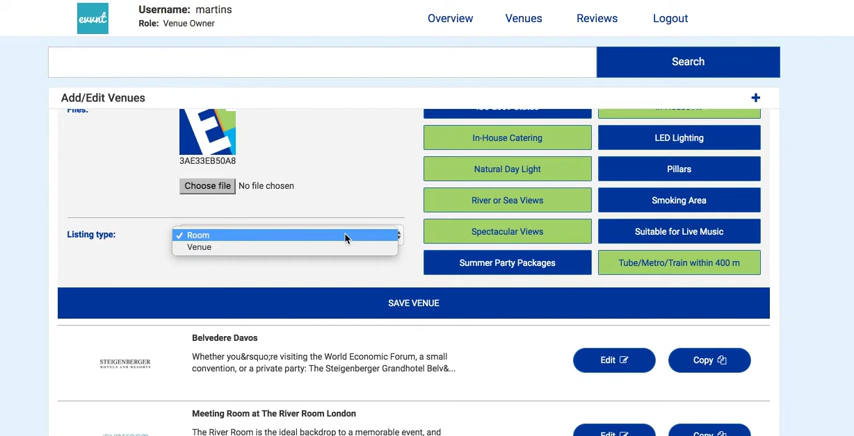 evvnt
Username: martins
Role: Venue Owner
Overview
Venues
Reviews
Logout
Search
Add/Edit Venues
+
Files:
3AE33EB50A8
Choose file No file chosen
Listing type:
✓ Room
Venue
In-House Catering
LED Lighting
Natural Day Light
Pillars
River or Sea Views
Smoking Area
Spectacular Views
Suitable for Live Music
Summer Party Packages
Tube/Metro/Train within 400 m
SAVE VENUE
STEIGENBERGER
HOTELS AND RESORTS
Belvedere Davos
Whether you&rsquo;re visiting the World Economic Forum, a small
convention, or a private party: The Steigenberger Grandhotel Belv&...
Edit
Copy
Meeting Room at The River Room London
The River Room is the ideal backdrop to a memorable event, and
Edit
Copy